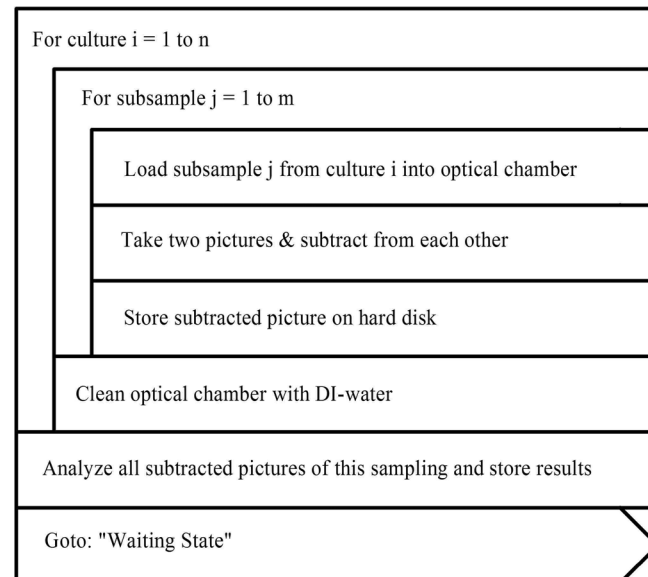 For culture i = 1 to n
For subsample j = 1 to m
Load subsample j from culture i into optical chamber
Take two pictures & subtract from each other
Store subtracted picture on hard disk
Clean optical chamber with DI-water
Analyze all subtracted pictures of this sampling and store results
Goto: "Waiting State"